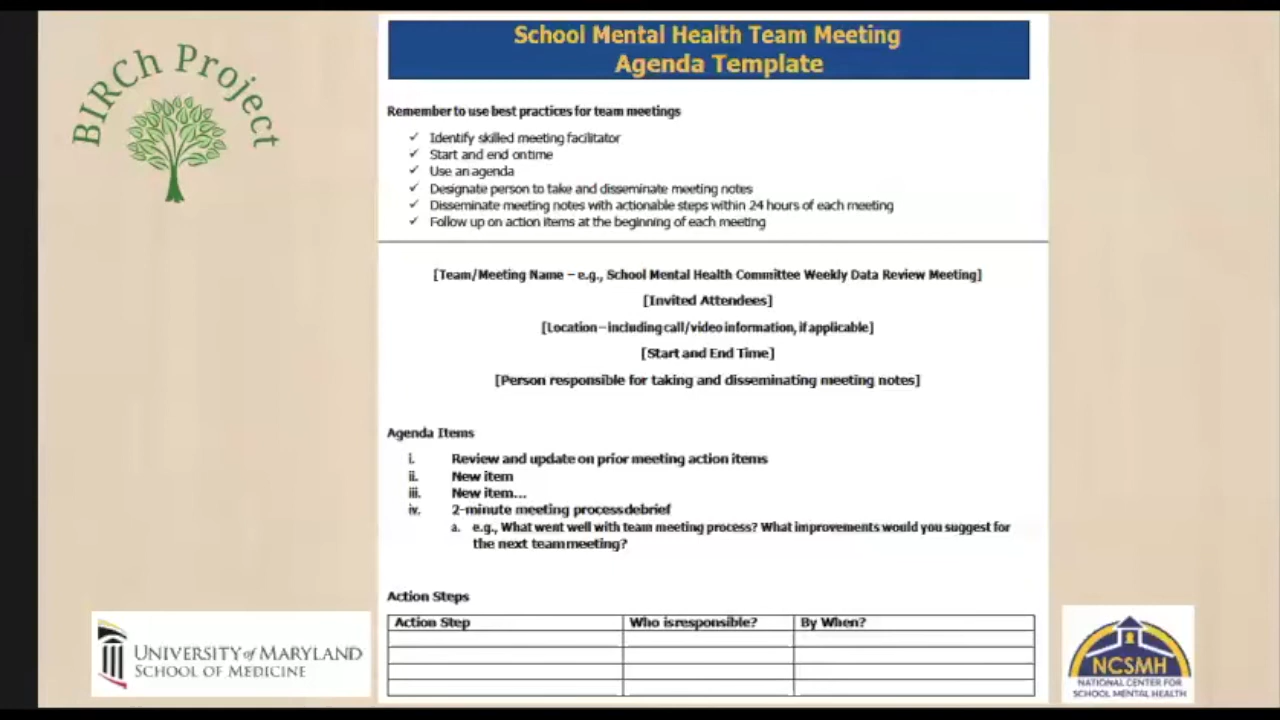 BIRCh Project
School Mental Health Team Meeting
Agenda Template
Remember to use best practices for team meetings
✓ Identify skilled meeting facilitator
✓ Start and end on time
✓ Use an agenda
✓ Designate person to take and disseminate meeting notes
✓ Disseminate meeting notes with actionable steps within 24 hours of each meeting
✓ Follow up on action items at the beginning of each meeting
[Team/Meeting Name – e.g., School Mental Health Committee Weekly Data Review Meeting]
[Invited Attendees]
[Location – including call/video information, if applicable]
[Start and End Time]
[Person responsible for taking and disseminating meeting notes]
Agenda Items
i. Review and update on prior meeting action items
ii. New item
iii. New item...
iv. 2-minute meeting process debrief
a. e.g., What went well with team meeting process? What improvements would you suggest for
the next team meeting?
Action Steps
Action Step Who is responsible? By When?
UNIVERSITY of MARYLAND
SCHOOL OF MEDICINE
NCSMH
NATIONAL CENTER FOR
SCHOOL MENTAL HEALTH